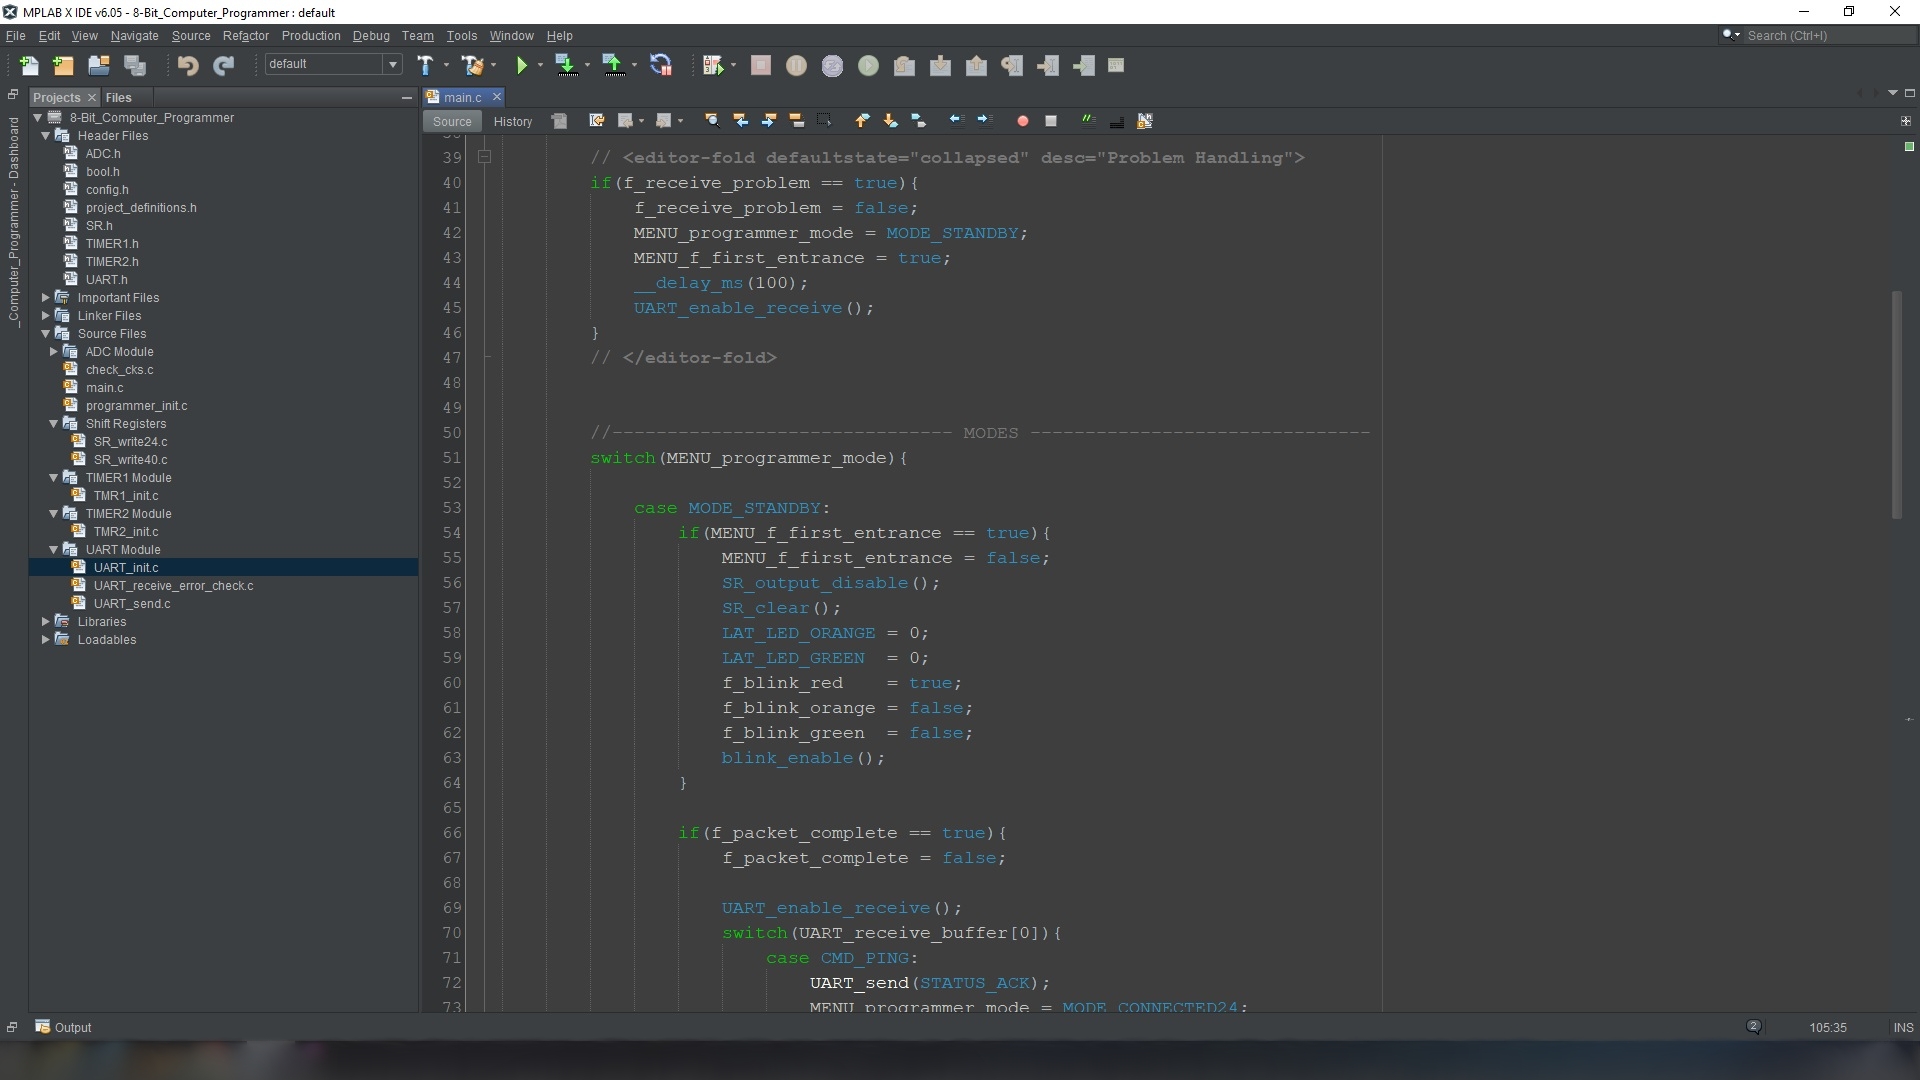 MPLAB X IDE v6.05 - 8-Bit_Computer_Programmer : default
File Edit View Navigate Source Refactor Production Debug Team Tools Window Help
Search (Ctrl+I)
default
Projects Files
main.c
Source History
_Computer_Programmer - Dashboard
8-Bit_Computer_Programmer
Header Files
ADC.h
bool.h
config.h
project_definitions.h
SR.h
TIMER1.h
TIMER2.h
UART.h
Important Files
Linker Files
Source Files
ADC Module
check_cks.c
main.c
programmer_init.c
Shift Registers
SR_write24.c
SR_write40.c
TIMER1 Module
TMR1_init.c
TIMER2 Module
TMR2_init.c
UART Module
UART_init.c
UART_receive_error_check.c
UART_send.c
Libraries
Loadables
39 // <editor-fold defaultstate="collapsed" desc="Problem Handling">
40 if(f_receive_problem == true){
41 f_receive_problem = false;
42 MENU_programmer_mode = MODE_STANDBY;
43 MENU_f_first_entrance = true;
44 __delay_ms(100);
45 UART_enable_receive();
46 }
47 // </editor-fold>
48
49
50 //------------------------------- MODES -------------------------------
51 switch(MENU_programmer_mode){
52
53 case MODE_STANDBY:
54 if(MENU_f_first_entrance == true){
55 MENU_f_first_entrance = false;
56 SR_output_disable();
57 SR_clear();
58 LAT_LED_ORANGE = 0;
59 LAT_LED_GREEN  = 0;
60 f_blink_red    = true;
61 f_blink_orange = false;
62 f_blink_green  = false;
63 blink_enable();
64 }
65
66 if(f_packet_complete == true){
67 f_packet_complete = false;
68
69 UART_enable_receive();
70 switch(UART_receive_buffer[0]){
71 case CMD_PING:
72 UART_send(STATUS_ACK);
73 MENU_programmer_mode = MODE_CONNECTED24;
Output
2
105:35 INS